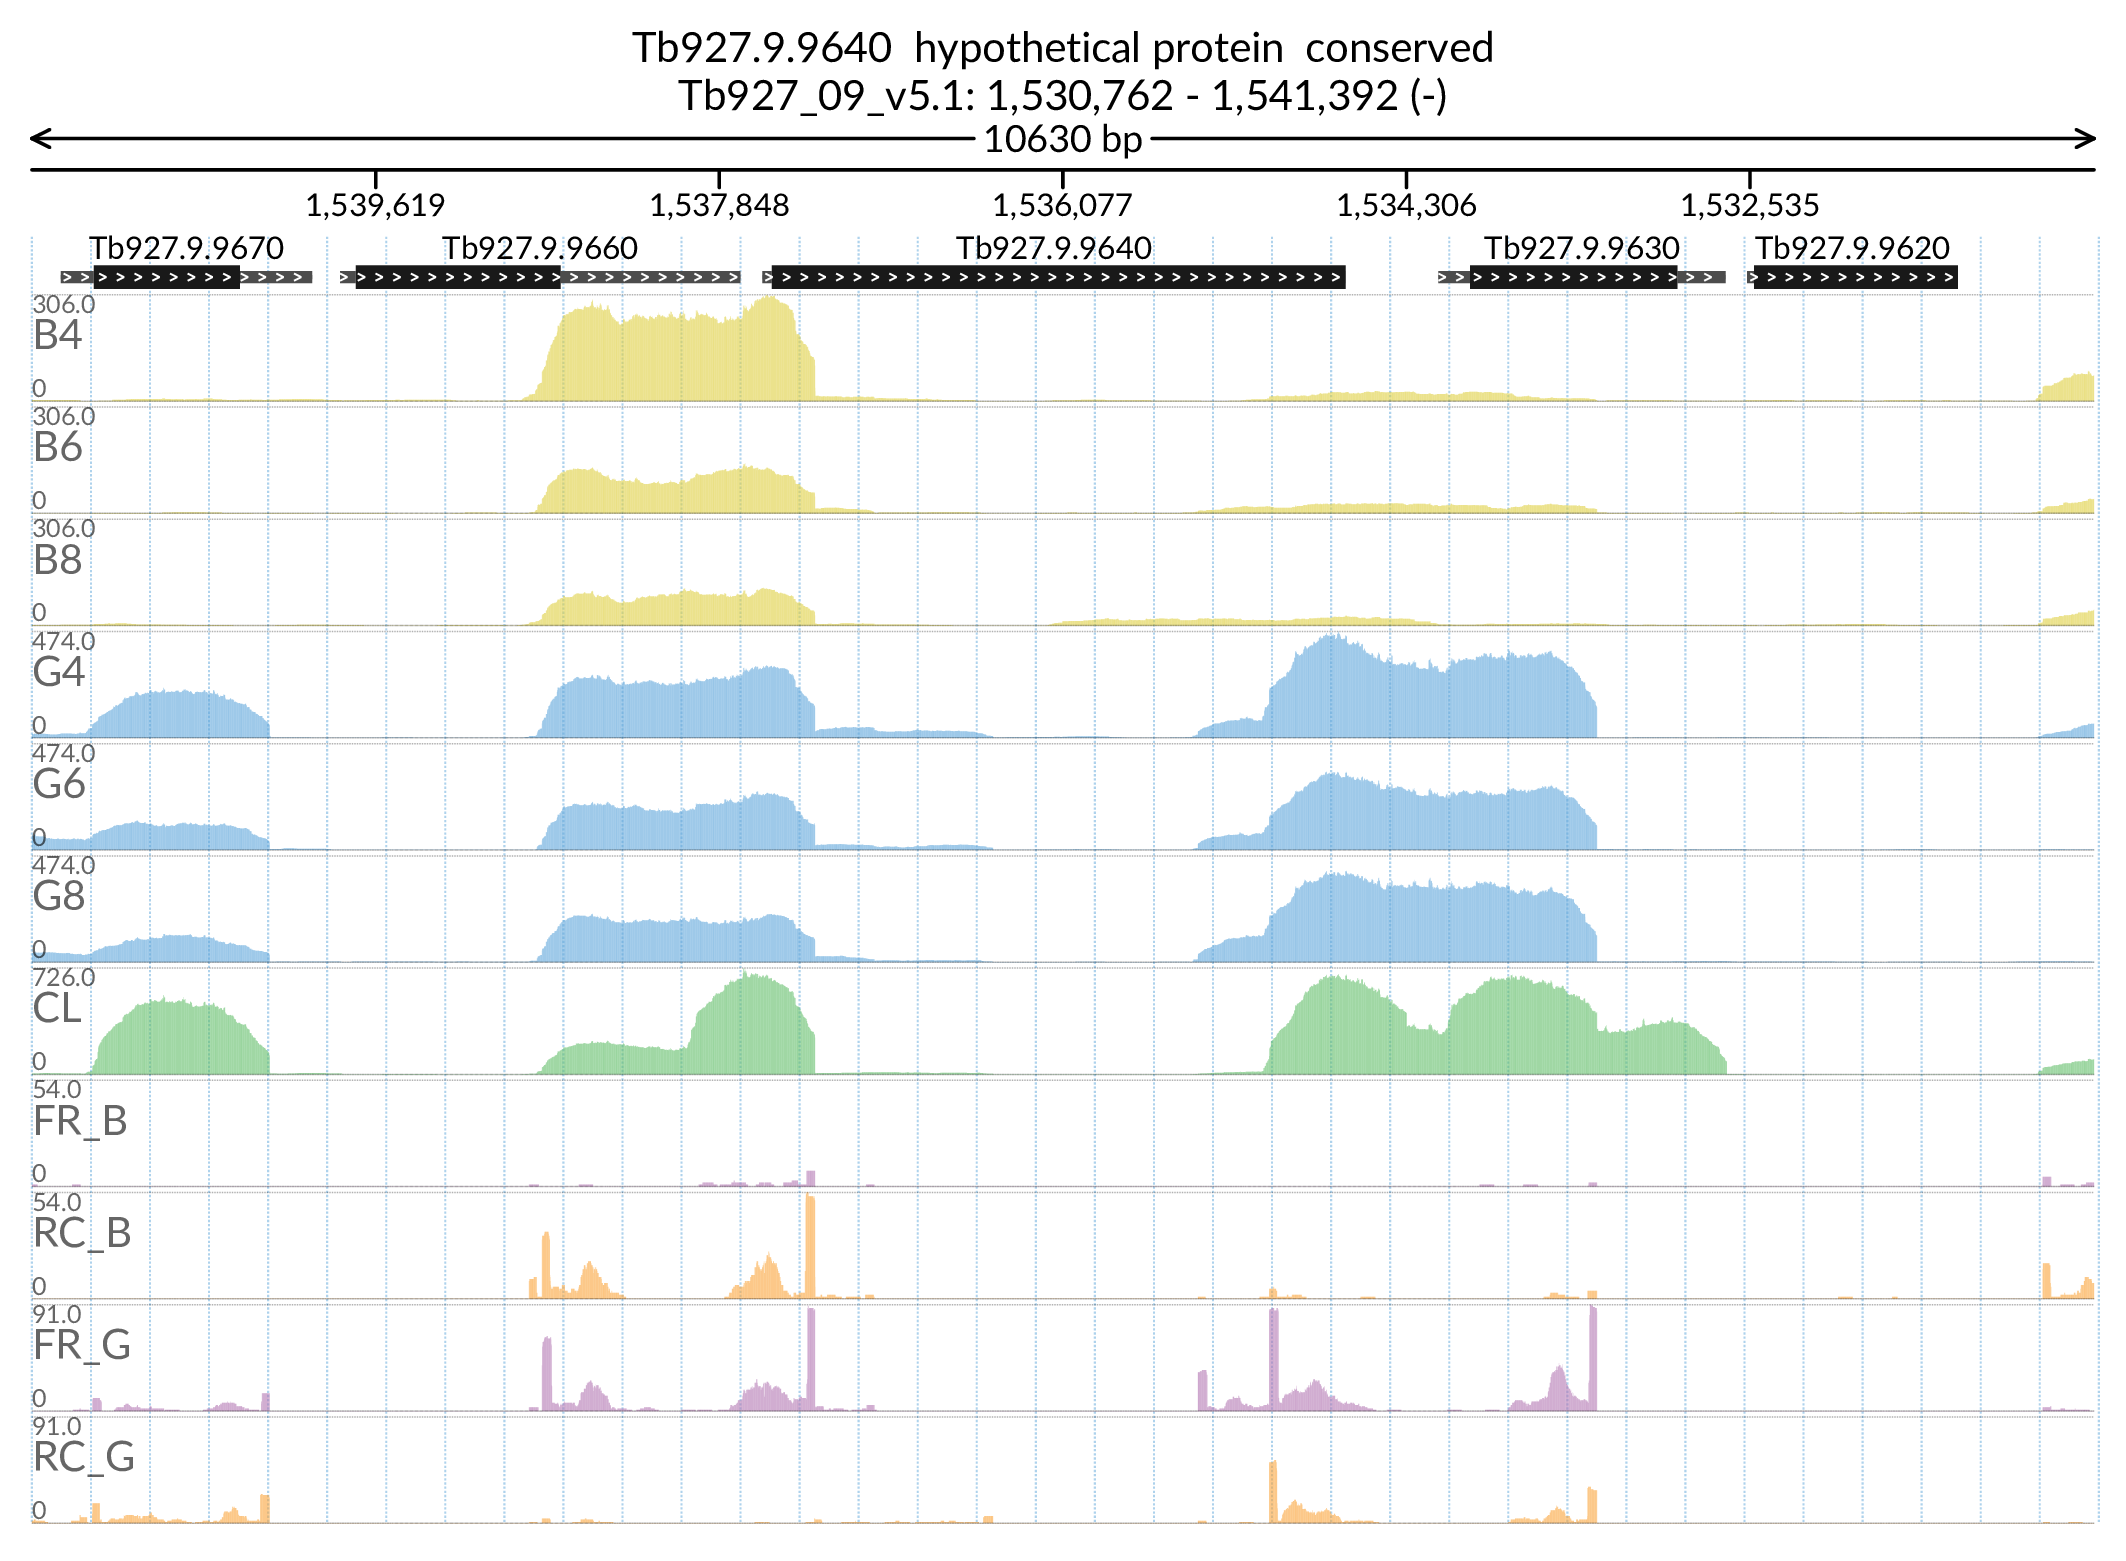 Tb927.9.9640  hypothetical protein  conserved
Tb927_09_v5.1: 1,530,762 - 1,541,392 (-)
10630 bp
1,539,619 1,537,848 1,536,077 1,534,306 1,532,535
Tb927.9.9670 Tb927.9.9660 Tb927.9.9640 Tb927.9.9630 Tb927.9.9620
306.0
B4
0
306.0
B6
0
306.0
B8
0
474.0
G4
0
474.0
G6
0
474.0
G8
0
726.0
CL
0
54.0
FR_B
0
54.0
RC_B
0
91.0
FR_G
0
91.0
RC_G
0